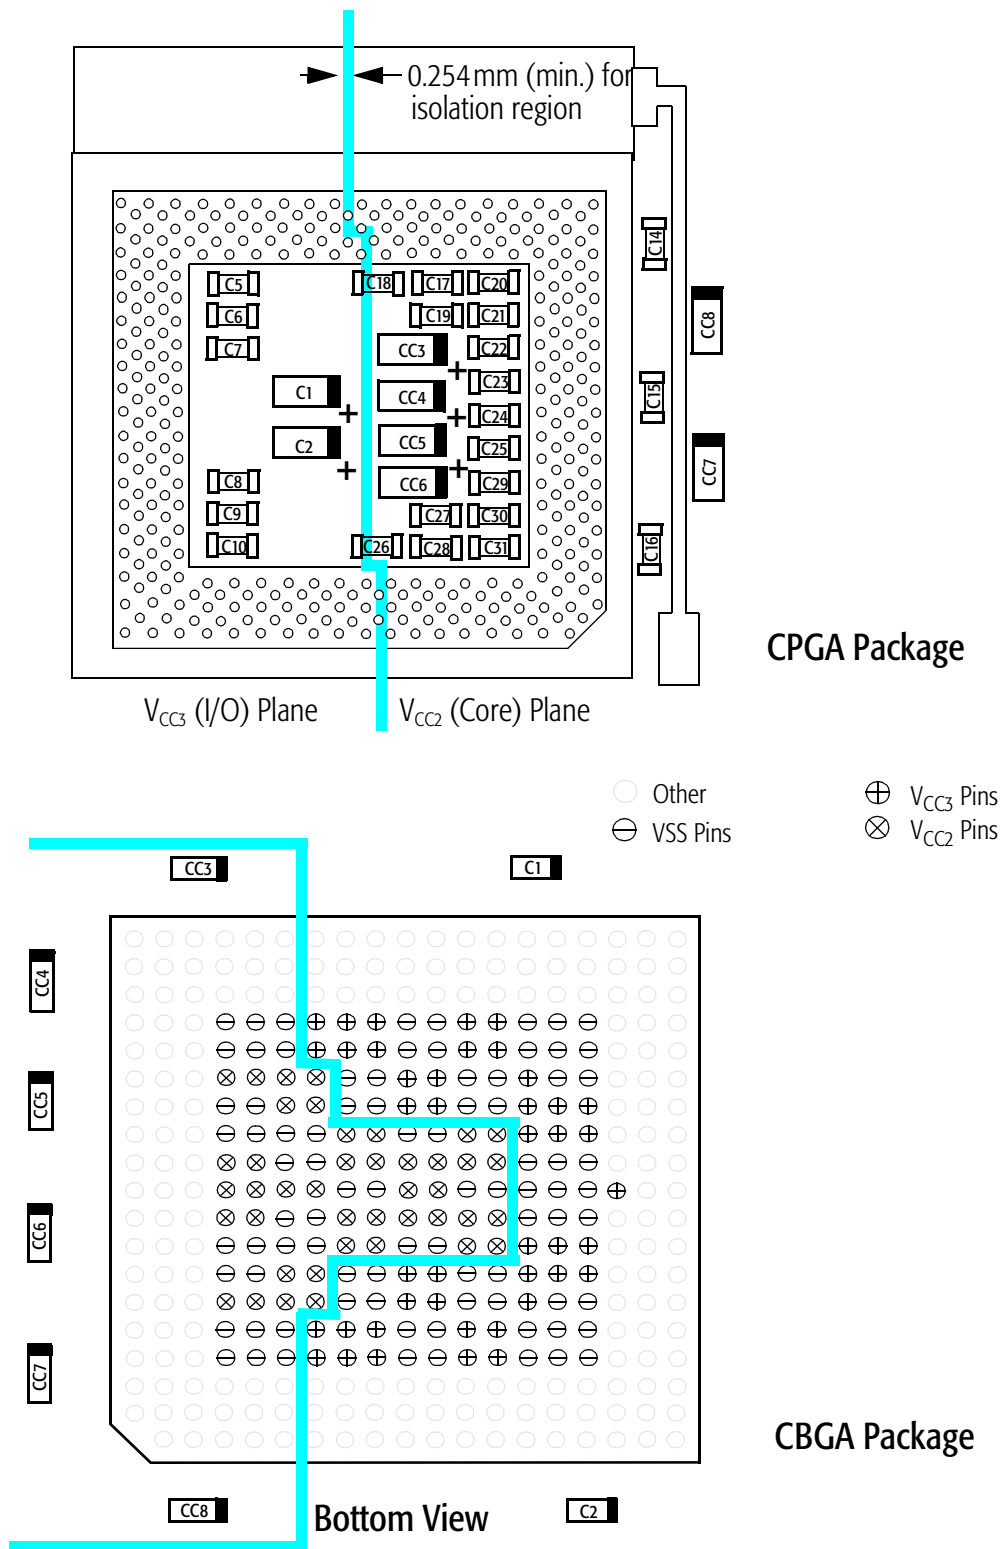 0.254 mm (min.) for
isolation region
C14
C5
C18
C17
C20
C6
C19
C21
CC8
C7
CC3
C22
C23
C1
CC4
C15
C24
C2
CC5
C25
CC7
C8
CC6
C29
C9
C27
C30
C10
C26
C28
C31
C16
CPGA Package
VCC3 (I/O) Plane
VCC2 (Core) Plane
Other
VCC3 Pins
VSS Pins
VCC2 Pins
CC3
C1
CC4
CC5
CC6
CC7
CBGA Package
CC8
Bottom View
C2